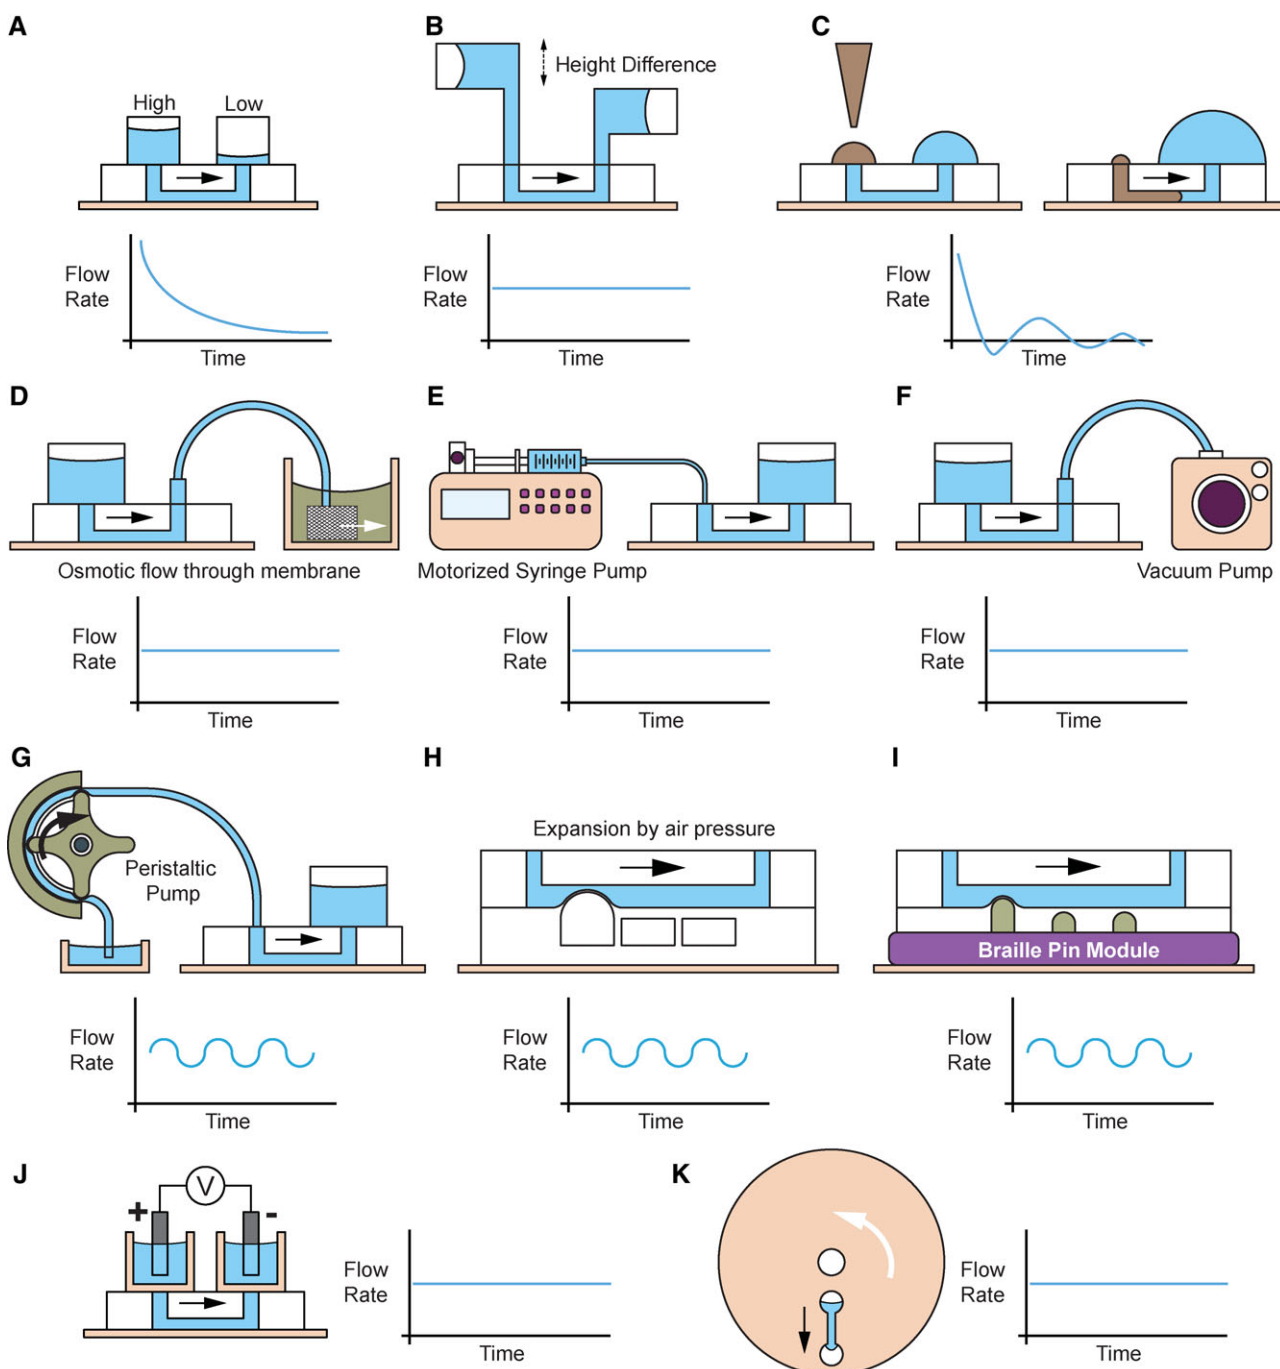 A
High
Low
Flow
Rate
Time
B
Height Difference
Flow
Rate
Time
C
Flow
Rate
Time
D
Osmotic flow through membrane
Flow
Rate
Time
E
Motorized Syringe Pump
Flow
Rate
Time
F
Vacuum Pump
Flow
Rate
Time
G
Peristaltic
Pump
Flow
Rate
Time
H
Expansion by air pressure
Flow
Rate
Time
I
Braille Pin Module
Flow
Rate
Time
J
V
+
-
Flow
Rate
Time
K
Flow
Rate
Time